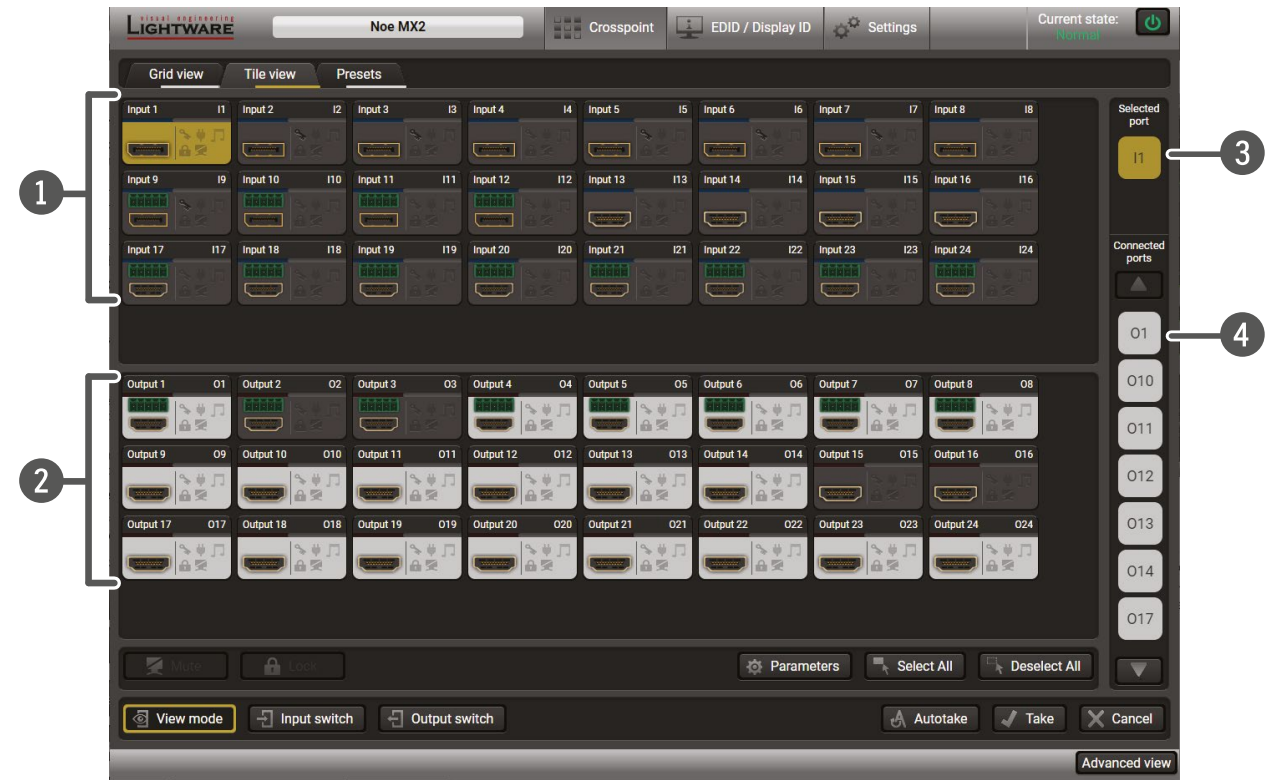 visual engineering
LIGHTWARE
Noe MX2
Crosspoint
EDID / Display ID
Settings
Current state:
Normal
Grid view
Tile view
Presets
Input 1 I1
Input 2 I2
Input 3 I3
Input 4 I4
Input 5 I5
Input 6 I6
Input 7 I7
Input 8 I8
Selected
port
I1
3
1
Input 9 I9
Input 10 I10
Input 11 I11
Input 12 I12
Input 13 I13
Input 14 I14
Input 15 I15
Input 16 I16
Input 17 I17
Input 18 I18
Input 19 I19
Input 20 I20
Input 21 I21
Input 22 I22
Input 23 I23
Input 24 I24
Connected
ports
O1
4
O10
O11
O12
O13
O14
O17
Output 1 O1
Output 2 O2
Output 3 O3
Output 4 O4
Output 5 O5
Output 6 O6
Output 7 O7
Output 8 O8
2
Output 9 O9
Output 10 O10
Output 11 O11
Output 12 O12
Output 13 O13
Output 14 O14
Output 15 O15
Output 16 O16
Output 17 O17
Output 18 O18
Output 19 O19
Output 20 O20
Output 21 O21
Output 22 O22
Output 23 O23
Output 24 O24
Mute
Lock
Parameters
Select All
Deselect All
View mode
Input switch
Output switch
Autotake
Take
Cancel
Advanced view